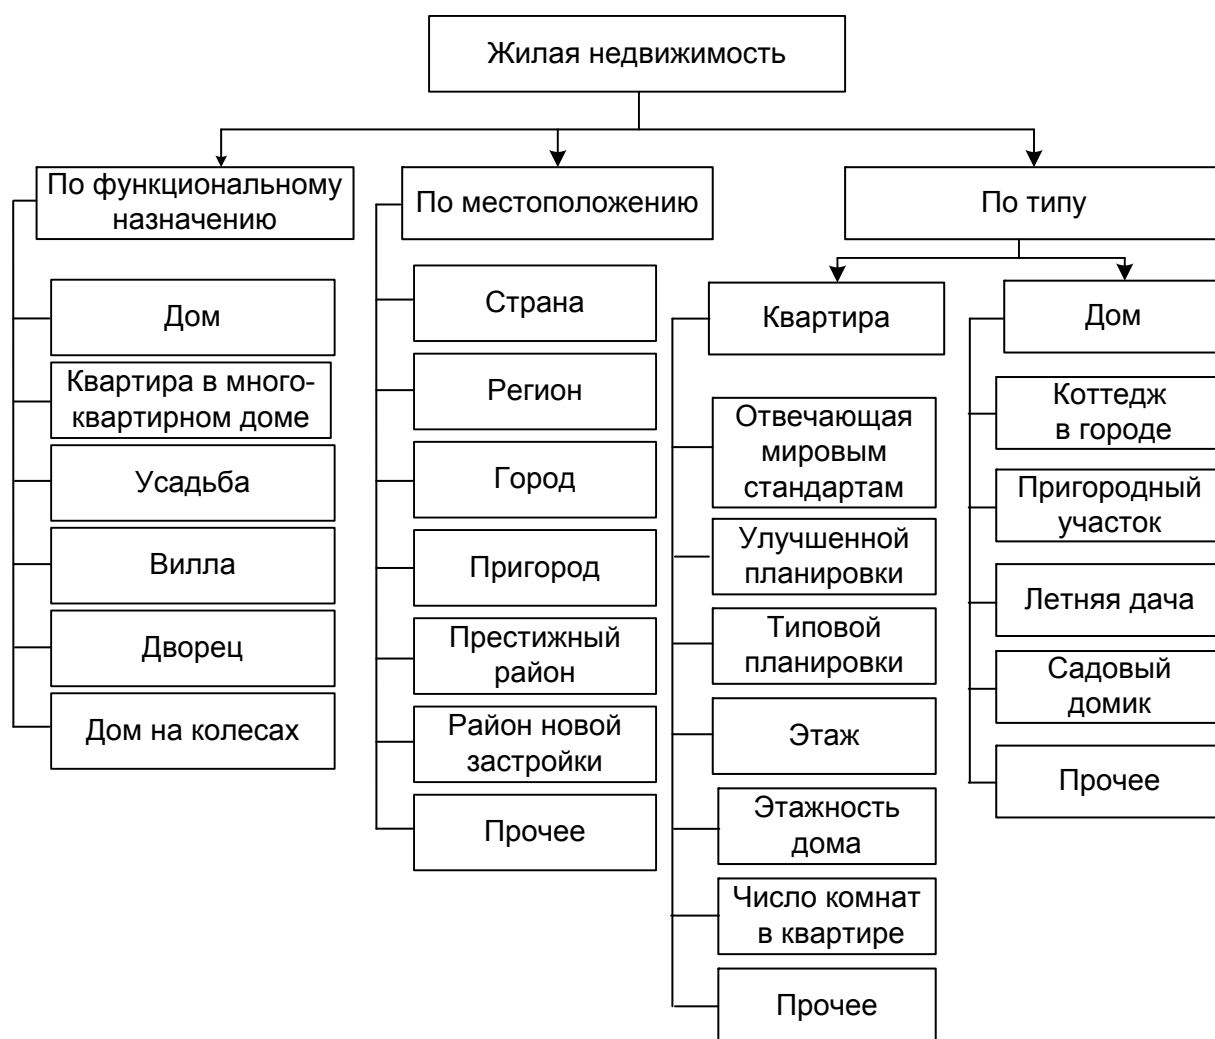 Жилая недвижимость
По функциональному
назначению
Дом
Квартира в много-
квартирном доме
Усадьба
Вилла
Дворец
Дом на колесах
По местоположению
Страна
Регион
Город
Пригород
Престижный
район
Район новой
застройки
Прочее
По типу
Квартира
Отвечающая
мировым
стандартам
Улучшенной
планировки
Типовой
планировки
Этаж
Этажность
дома
Число комнат
в квартире
Прочее
Дом
Коттедж
в городе
Пригородный
участок
Летняя дача
Садовый
домик
Прочее